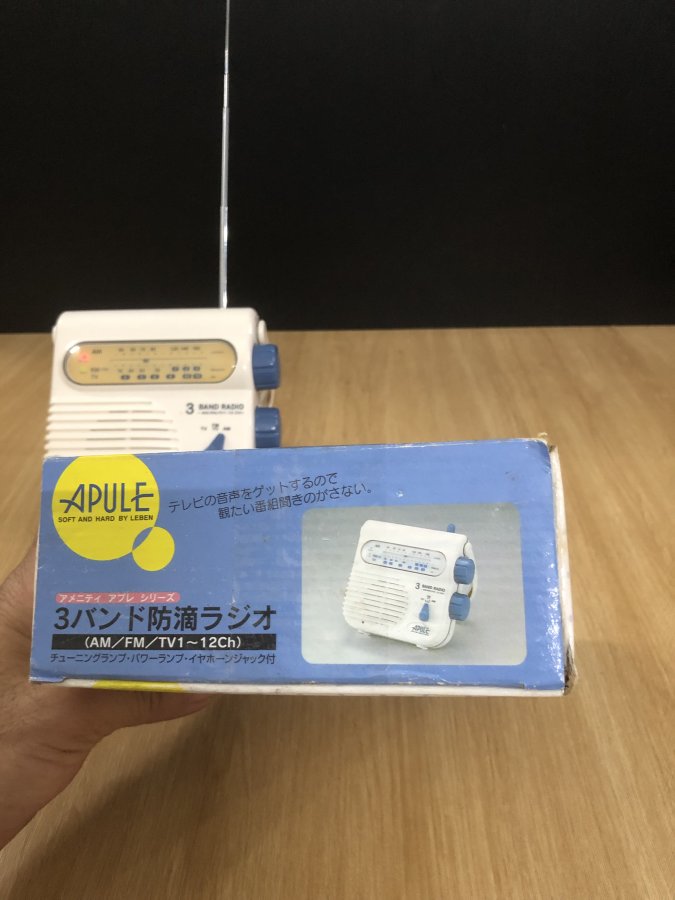 AM
3 BAND RADIO
TV FM AM
APULE
SOFT AND HARD BY LEBEN
テレビの音声をゲットするので
観たい番組聞きのがさない。
アメニティ アプレ シリーズ
3バンド防滴ラジオ
(AM/FM/TV1~12Ch)
チューニングランプ・パワーランプ・イヤホーンジャック付
3 BAND RADIO
APULE